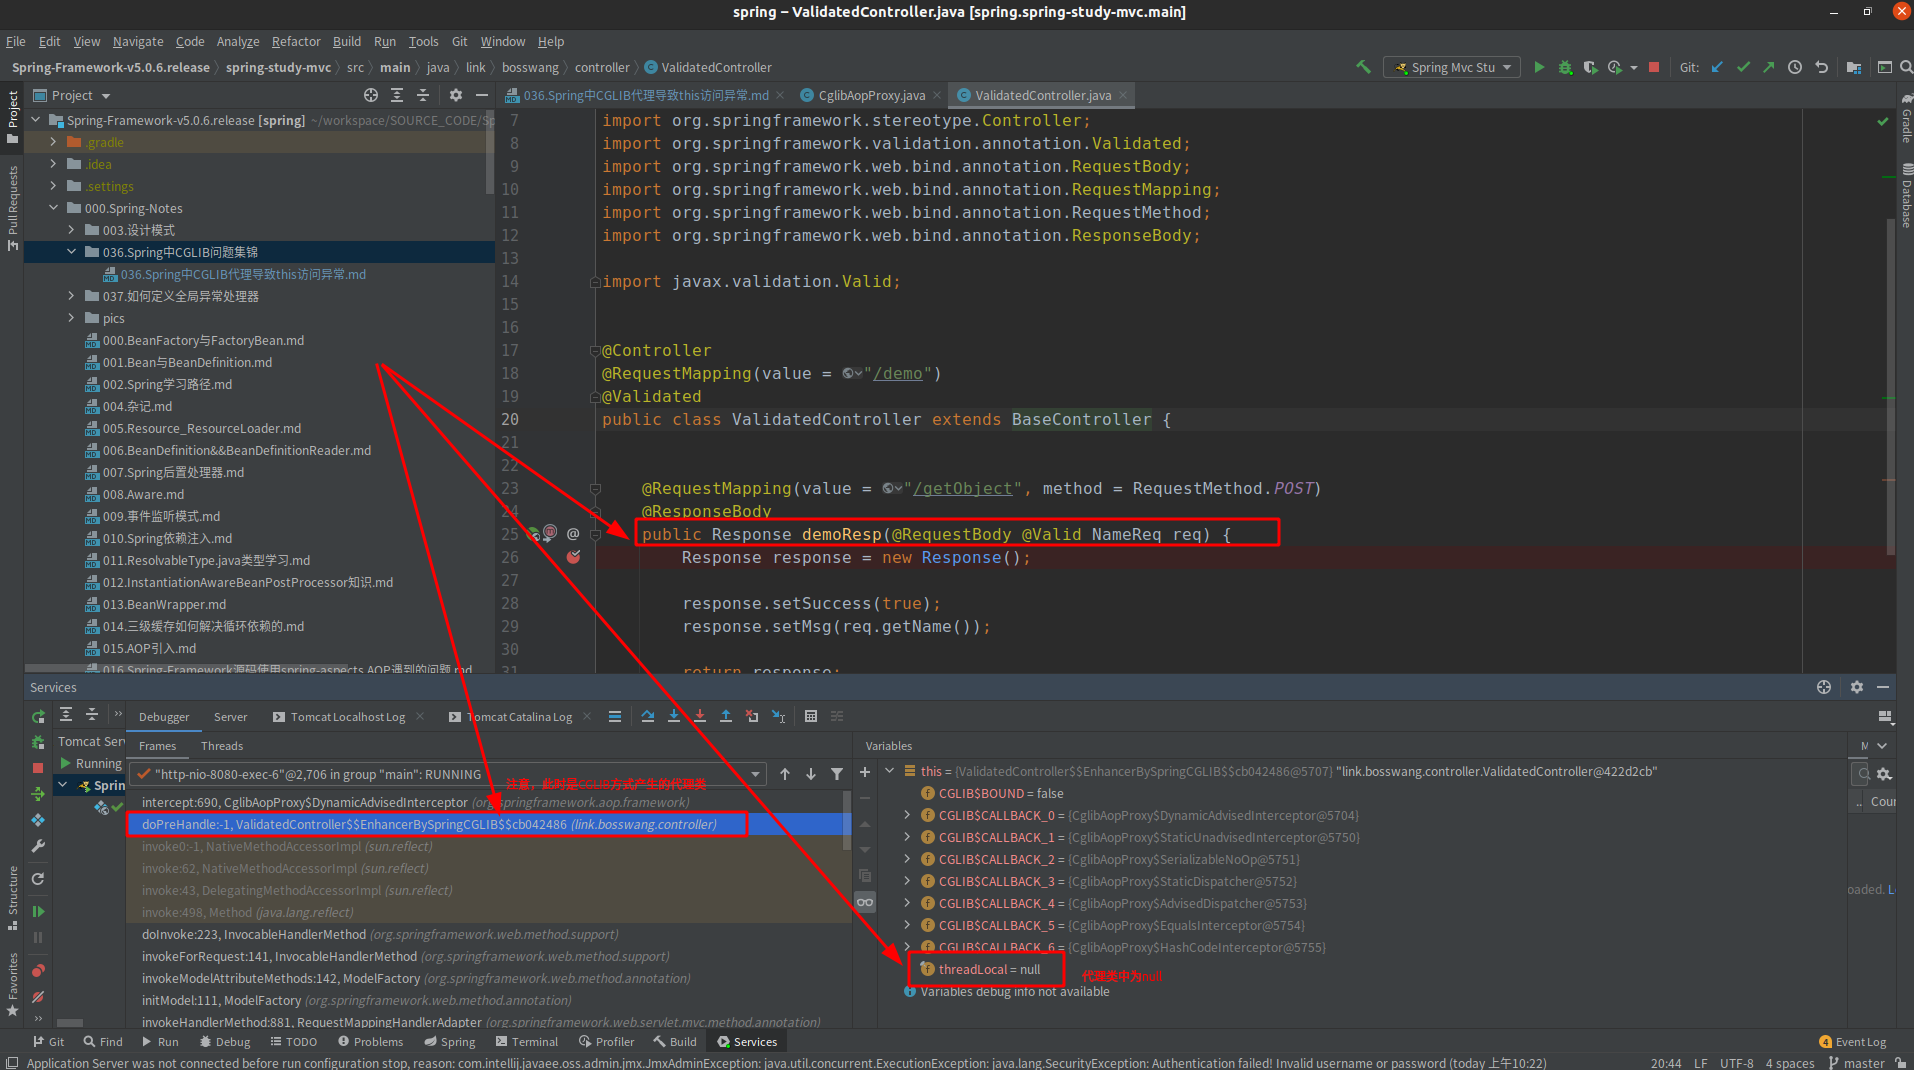 spring – ValidatedController.java [spring.spring-study-mvc.main]
File Edit View Navigate Code Analyze Refactor Build Run Tools Git Window Help
Spring-Framework-v5.0.6.release spring-study-mvc src main java link bosswang controller ValidatedController
Spring Mvc Stu
Git:
Project
036.Spring中CGLIB代理导致this访问异常.md
CglibAopProxy.java
ValidatedController.java
Project
Pull Requests
Structure
Favorites
Gradle
Database
Spring-Framework-v5.0.6.release [spring] ~/workspace/SOURCE_CODE/Sp
.gradle
.idea
.settings
000.Spring-Notes
003.设计模式
036.Spring中CGLIB问题集锦
036.Spring中CGLIB代理导致this访问异常.md
037.如何定义全局异常处理器
pics
000.BeanFactory与FactoryBean.md
001.Bean与BeanDefinition.md
002.Spring学习路径.md
004.杂记.md
005.Resource_ResourceLoader.md
006.BeanDefinition&&BeanDefinitionReader.md
007.Spring后置处理器.md
008.Aware.md
009.事件监听模式.md
010.Spring依赖注入.md
011.ResolvableType.java类型学习.md
012.InstantiationAwareBeanPostProcessor知识.md
013.BeanWrapper.md
014.三级缓存如何解决循环依赖的.md
015.AOP引入.md
016.Spring-Framework源码使用spring-aspects AOP遇到的问题.md
7 import org.springframework.stereotype.Controller;
8 import org.springframework.validation.annotation.Validated;
9 import org.springframework.web.bind.annotation.RequestBody;
10 import org.springframework.web.bind.annotation.RequestMapping;
11 import org.springframework.web.bind.annotation.RequestMethod;
12 import org.springframework.web.bind.annotation.ResponseBody;
13
14 import javax.validation.Valid;
15
16
17 @Controller
18 @RequestMapping(value = "/demo")
19 @Validated
20 public class ValidatedController extends BaseController {
21
22
23 @RequestMapping(value = "/getObject", method = RequestMethod.POST)
24 @ResponseBody
25 @ public Response demoResp(@RequestBody @Valid NameReq req) {
26 Response response = new Response();
27
28 response.setSuccess(true);
29 response.setMsg(req.getName());
30
31 return response;
Services
Debugger Server Tomcat Localhost Log Tomcat Catalina Log
Tomcat Serv
Running
Spring
Frames Threads
"http-nio-8080-exec-6"@2,706 in group "main": RUNNING
注意，此时是CGLIB方式产生的代理类
intercept:690, CglibAopProxy$DynamicAdvisedInterceptor (org.springframework.aop.framework)
doPreHandle:-1, ValidatedController$$EnhancerBySpringCGLIB$$cb042486 (link.bosswang.controller)
invoke0:-1, NativeMethodAccessorImpl (sun.reflect)
invoke:62, NativeMethodAccessorImpl (sun.reflect)
invoke:43, DelegatingMethodAccessorImpl (sun.reflect)
invoke:498, Method (java.lang.reflect)
doInvoke:223, InvocableHandlerMethod (org.springframework.web.method.support)
invokeForRequest:141, InvocableHandlerMethod (org.springframework.web.method.support)
invokeModelAttributeMethods:142, ModelFactory (org.springframework.web.method.annotation)
initModel:111, ModelFactory (org.springframework.web.method.annotation)
invokeHandlerMethod:881, RequestMappingHandlerAdapter (org.springframework.web.servlet.mvc.method.annotation)
Variables
this = {ValidatedController$$EnhancerBySpringCGLIB$$cb042486@5707} "link.bosswang.controller.ValidatedController@422d2cb"
CGLIB$BOUND = false
CGLIB$CALLBACK_0 = {CglibAopProxy$DynamicAdvisedInterceptor@5704}
CGLIB$CALLBACK_1 = {CglibAopProxy$StaticUnadvisedInterceptor@5750}
CGLIB$CALLBACK_2 = {CglibAopProxy$SerializableNoOp@5751}
CGLIB$CALLBACK_3 = {CglibAopProxy$StaticDispatcher@5752}
CGLIB$CALLBACK_4 = {CglibAopProxy$AdvisedDispatcher@5753}
CGLIB$CALLBACK_5 = {CglibAopProxy$EqualsInterceptor@5754}
CGLIB$CALLBACK_6 = {CglibAopProxy$HashCodeInterceptor@5755}
threadLocal = null
代理类中为null
Variables debug info not available
M
.. Coun
oaded. L
Git Find Run Debug TODO Problems Spring Terminal Profiler Build Services
4 Event Log
Application Server was not connected before run configuration stop, reason: com.intellij.javaee.oss.admin.jmx.JmxAdminException: java.util.concurrent.ExecutionException: java.lang.SecurityException: Authentication failed! Invalid username or password (today 上午10:22)
20:44 LF UTF-8 4 spaces master